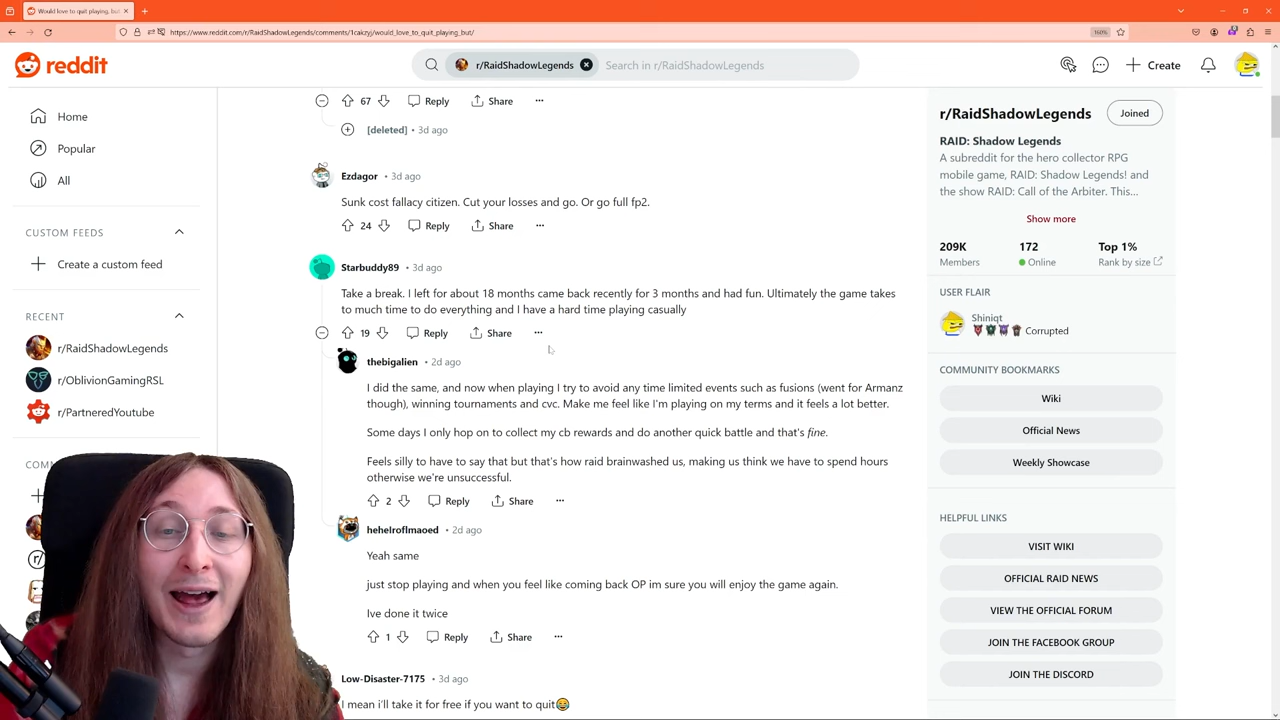 Would love to quit playing, but
https://www.reddit.com/r/RaidShadowLegends/comments/1cakzyj/would_love_to_quit_playing_but/
160%
reddit
r/RaidShadowLegends
Search in r/RaidShadowLegends
Create
Home
Popular
All
CUSTOM FEEDS
Create a custom feed
RECENT
r/RaidShadowLegends
r/OblivionGamingRSL
r/PartneredYoutube
67 Reply Share
[deleted] • 3d ago
Ezdagor • 3d ago
Sunk cost fallacy citizen. Cut your losses and go. Or go full fp2.
24 Reply Share
Starbuddy89 • 3d ago
Take a break. I left for about 18 months came back recently for 3 months and had fun. Ultimately the game takes
to much time to do everything and I have a hard time playing casually
19 Reply Share
thebigalien • 2d ago
I did the same, and now when playing I try to avoid any time limited events such as fusions (went for Armanz
though), winning tournaments and cvc. Make me feel like I'm playing on my terms and it feels a lot better.
Some days I only hop on to collect my cb rewards and do another quick battle and that's fine.
Feels silly to have to say that but that's how raid brainwashed us, making us think we have to spend hours
otherwise we're unsuccessful.
2 Reply Share
heheIroflmaoed • 2d ago
Yeah same
just stop playing and when you feel like coming back OP im sure you will enjoy the game again.
Ive done it twice
1 Reply Share
Low-Disaster-7175 • 3d ago
I mean i'll take it for free if you want to quit😂
r/RaidShadowLegends
Joined
RAID: Shadow Legends
A subreddit for the hero collector RPG
mobile game, RAID: Shadow Legends! and
the show RAID: Call of the Arbiter. This...
Show more
209K 172 Top 1%
Members Online Rank by size
USER FLAIR
Shiniqt
Corrupted
COMMUNITY BOOKMARKS
Wiki
Official News
Weekly Showcase
HELPFUL LINKS
VISIT WIKI
OFFICIAL RAID NEWS
VIEW THE OFFICIAL FORUM
JOIN THE FACEBOOK GROUP
JOIN THE DISCORD
COM
r/